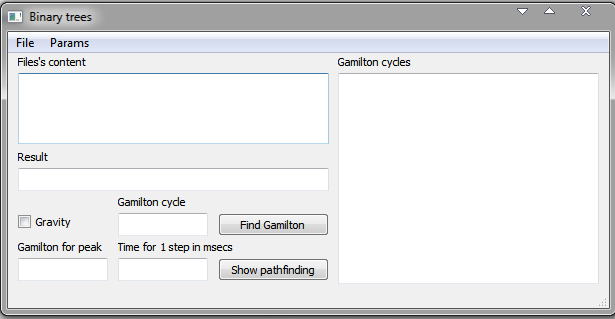 Binary trees
File Params
Files's content
Gamilton cycles
Result
Gamilton cycle
Gravity
Find Gamilton
Gamilton for peak
Time for 1 step in msecs
Show pathfinding